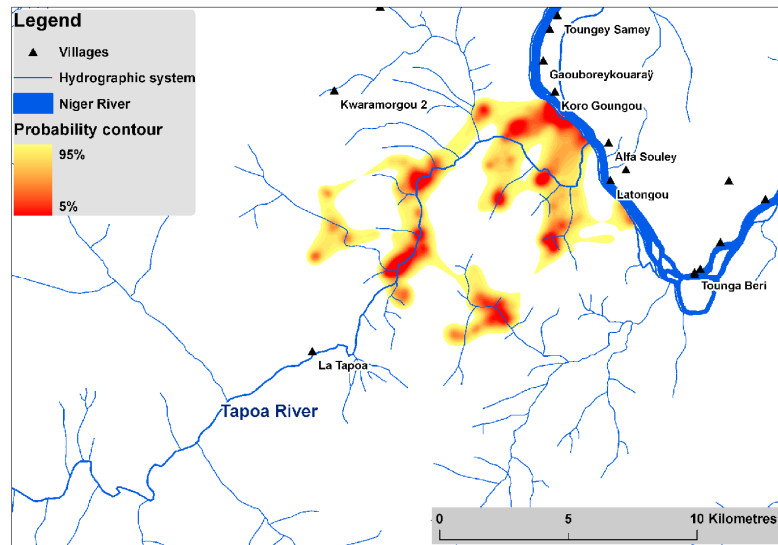 Legend
Villages
Hydrographic system
Niger River
Probability contour
95%
5%
Toungey Samey
Gaouboreykouaraÿ
Kwaramorgou 2
Koro Goungou
Alfa Souley
Latongou
Tounga Beri
La Tapoa
Tapoa River
0 5 10 Kilometres